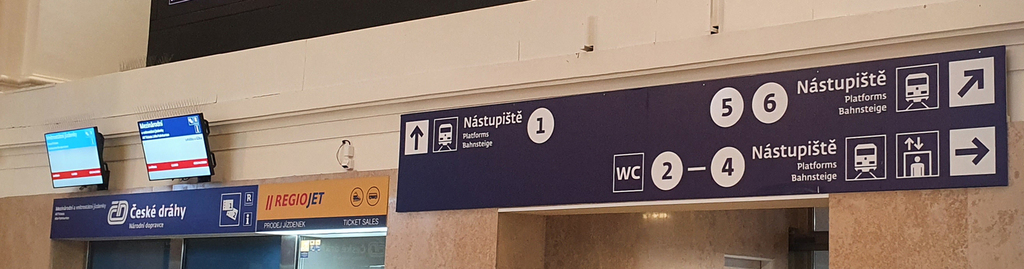 České dráhy
Národní dopravce
R
i
REGIOJET
PRODEJ JÍZDENEK
TICKET SALES
Nástupiště
Platforms
Bahnsteige
1
5 6
Nástupiště
Platforms
Bahnsteige
WC
2 – 4
Nástupiště
Platforms
Bahnsteige